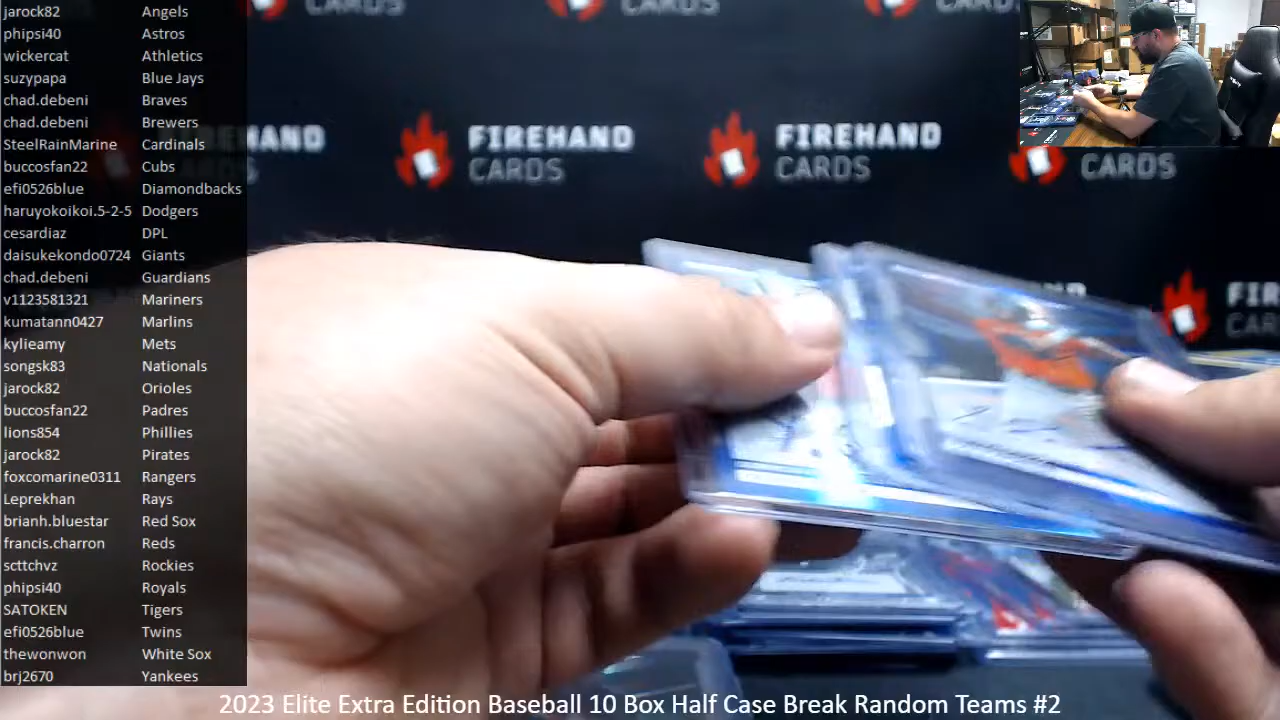 jarock82 Angels
phipsi40 Astros
wickercat Athletics
suzypapa Blue Jays
chad.debeni Braves
chad.debeni Brewers
SteelRainMarine Cardinals
buccosfan22 Cubs
efi0526blue Diamondbacks
haruyokoikoi.5-2-5 Dodgers
cesardiaz DPL
daisukekondo0724 Giants
chad.debeni Guardians
v1123581321 Mariners
kumatann0427 Marlins
kylieamy Mets
songsk83 Nationals
jarock82 Orioles
buccosfan22 Padres
lions854 Phillies
jarock82 Pirates
foxcomarine0311 Rangers
Leprekhan Rays
brianh.bluestar Red Sox
francis.charron Reds
scttchvz Rockies
phipsi40 Royals
SATOKEN Tigers
efi0526blue Twins
thewonwon White Sox
brj2670 Yankees
CARDS
CARDS
FIREHAND
CARDS
FIREHAND
CARDS
CARDS
2023 Elite Extra Edition Baseball 10 Box Half Case Break Random Teams #2